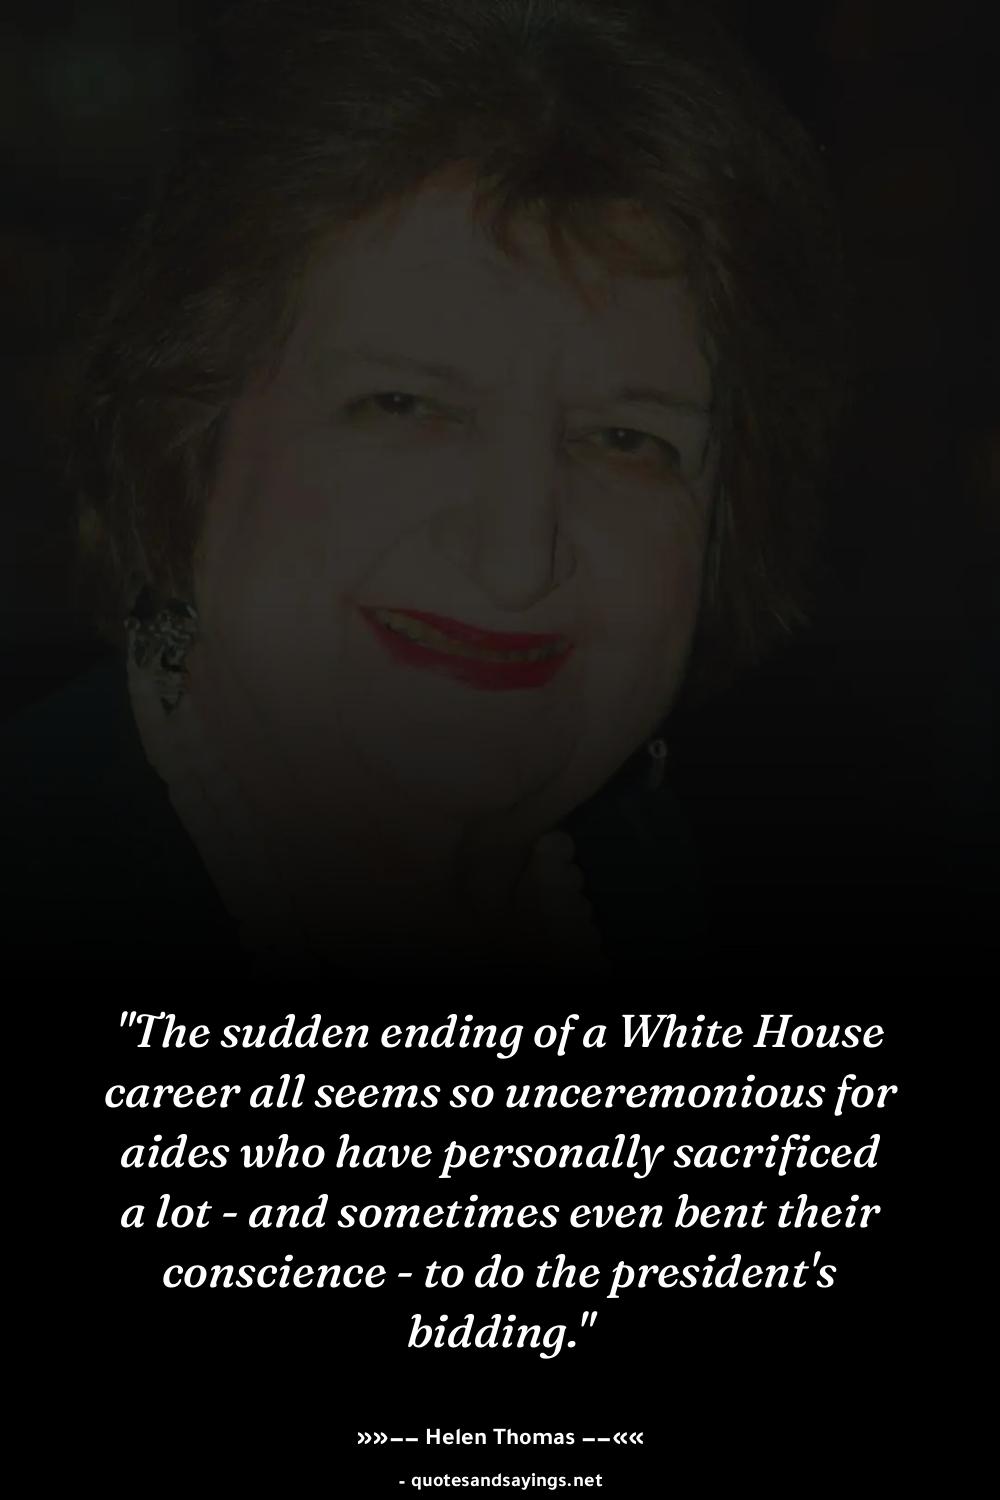 "The sudden ending of a White House
career all seems so unceremonious for
aides who have personally sacrificed
a lot - and sometimes even bent their
conscience - to do the president's
bidding."
»»−− Helen Thomas −−««
- quotesandsayings.net